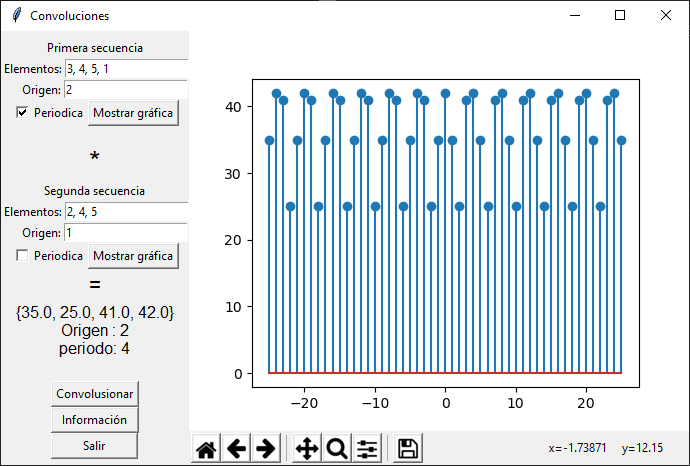 Convoluciones
Primera secuencia
Elementos: 3, 4, 5, 1
Origen: 2
Periodica Mostrar gráfica
*
Segunda secuencia
Elementos: 2, 4, 5
Origen: 1
Periodica Mostrar gráfica
=
{35.0, 25.0, 41.0, 42.0}
Origen : 2
periodo: 4
Convolusionar
Información
Salir
40
30
20
10
0
−20 −10 0 10 20
x=-1.73871 y=12.15